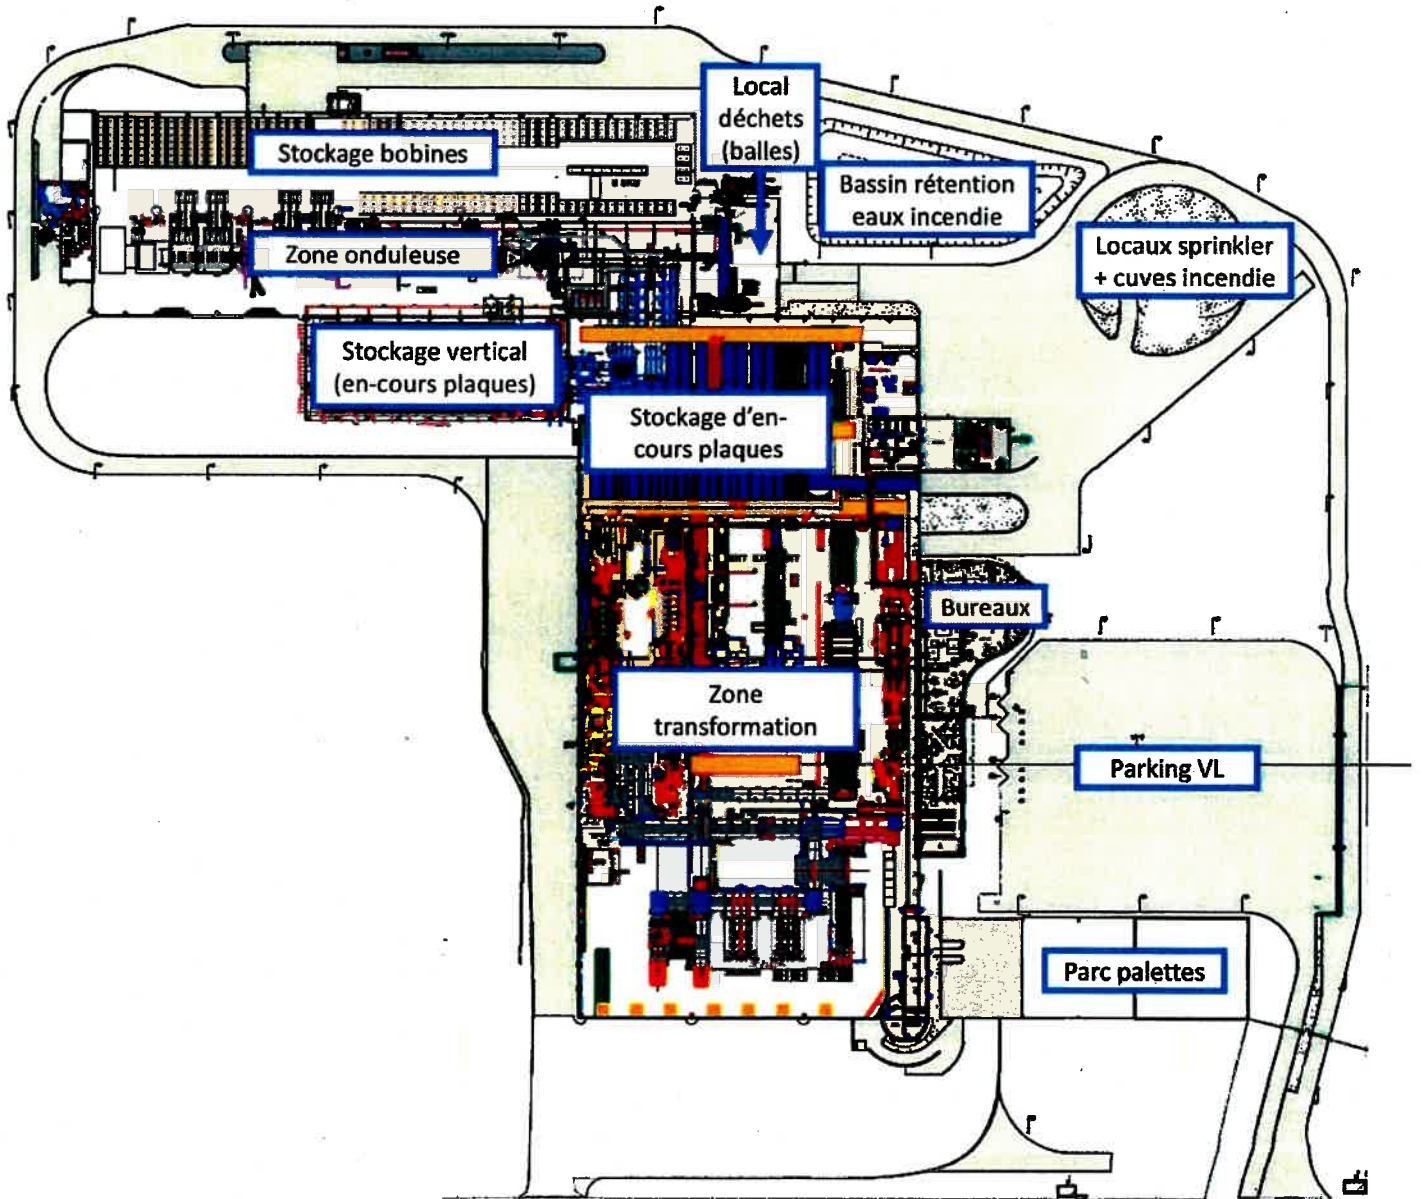 Local
déchets
(balles)
Stockage bobines
Bassin rétention
eaux incendie
Zone onduleuse
Locaux sprinkler
+ cuves incendie
Stockage vertical
(en-cours plaques)
Stockage d'en-
cours plaques
Bureaux
Zone
transformation
Parking VL
Parc palettes